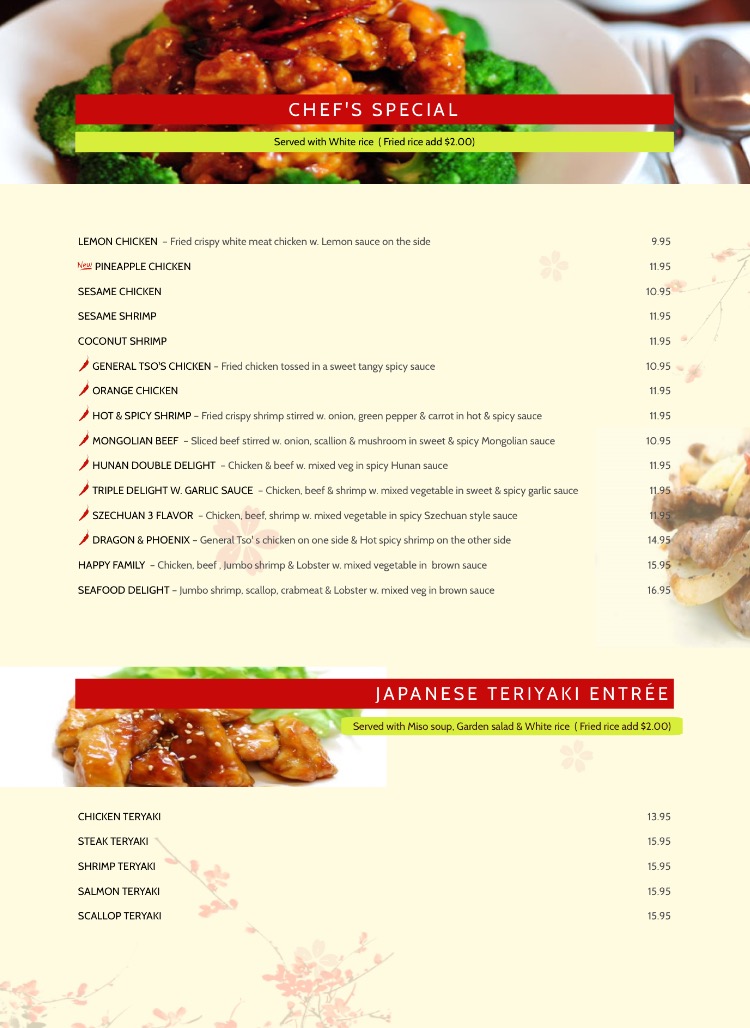 CHEF'S SPECIAL
Served with White rice ( Fried rice add $2.00)
LEMON CHICKEN – Fried crispy white meat chicken w. Lemon sauce on the side 9.95
New PINEAPPLE CHICKEN 11.95
SESAME CHICKEN 10.95
SESAME SHRIMP 11.95
COCONUT SHRIMP 11.95
GENERAL TSO'S CHICKEN – Fried chicken tossed in a sweet tangy spicy sauce 10.95
ORANGE CHICKEN 11.95
HOT & SPICY SHRIMP – Fried crispy shrimp stirred w. onion, green pepper & carrot in hot & spicy sauce 11.95
MONGOLIAN BEEF – Sliced beef stirred w. onion, scallion & mushroom in sweet & spicy Mongolian sauce 10.95
HUNAN DOUBLE DELIGHT – Chicken & beef w. mixed veg in spicy Hunan sauce 11.95
TRIPLE DELIGHT W. GARLIC SAUCE – Chicken, beef & shrimp w. mixed vegetable in sweet & spicy garlic sauce 11.95
SZECHUAN 3 FLAVOR – Chicken, beef, shrimp w. mixed vegetable in spicy Szechuan style sauce 11.95
DRAGON & PHOENIX – General Tso' s chicken on one side & Hot spicy shrimp on the other side 14.95
HAPPY FAMILY – Chicken, beef , Jumbo shrimp & Lobster w. mixed vegetable in brown sauce 15.95
SEAFOOD DELIGHT – Jumbo shrimp, scallop, crabmeat & Lobster w. mixed veg in brown sauce 16.95
JAPANESE TERIYAKI ENTRÉE
Served with Miso soup, Garden salad & White rice ( Fried rice add $2.00)
CHICKEN TERYAKI 13.95
STEAK TERYAKI 15.95
SHRIMP TERYAKI 15.95
SALMON TERYAKI 15.95
SCALLOP TERYAKI 15.95